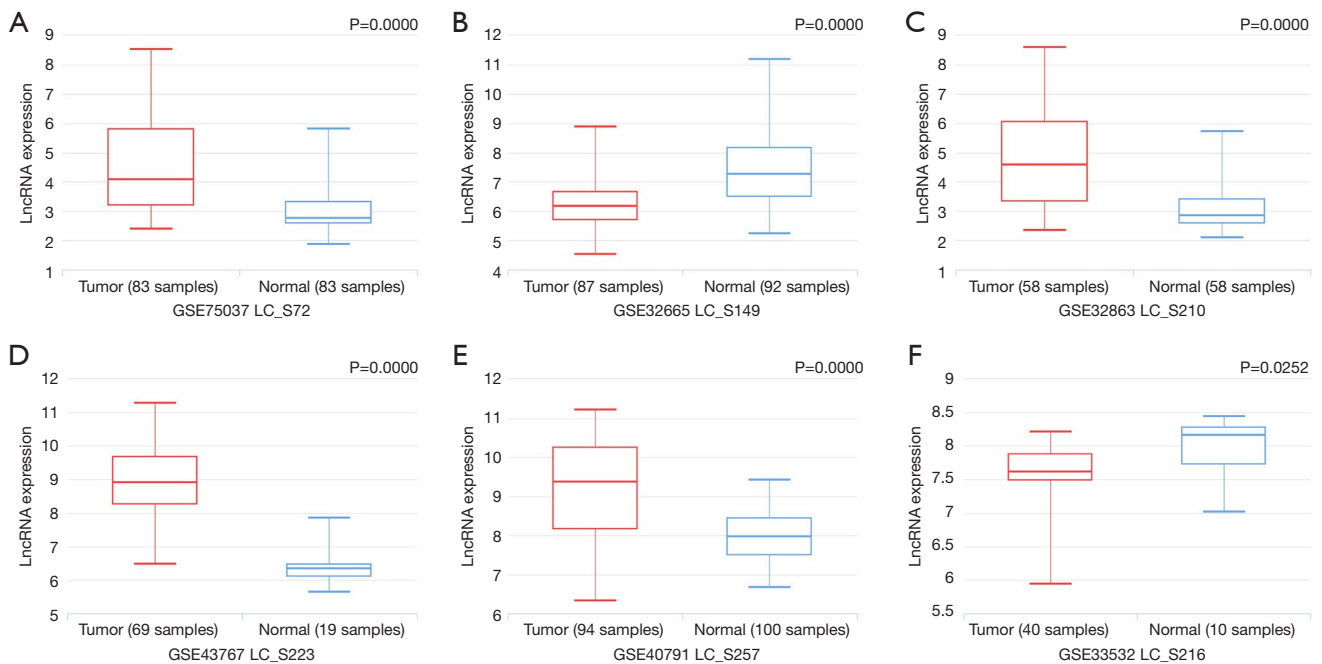 A
P=0.0000
LncRNA expression
9
8
7
6
5
4
3
2
1
Tumor (83 samples) Normal (83 samples)
GSE75037 LC_S72
B
P=0.0000
LncRNA expression
12
11
10
9
8
7
6
5
4
Tumor (87 samples) Normal (92 samples)
GSE32665 LC_S149
C
P=0.0000
LncRNA expression
9
8
7
6
5
4
3
2
1
Tumor (58 samples) Normal (58 samples)
GSE32863 LC_S210
D
P=0.0000
LncRNA expression
12
11
10
9
8
7
6
5
Tumor (69 samples) Normal (19 samples)
GSE43767 LC_S223
E
P=0.0000
LncRNA expression
12
11
10
9
8
7
6
Tumor (94 samples) Normal (100 samples)
GSE40791 LC_S257
F
P=0.0252
LncRNA expression
9
8.5
8
7.5
7
6.5
6
5.5
Tumor (40 samples) Normal (10 samples)
GSE33532 LC_S216